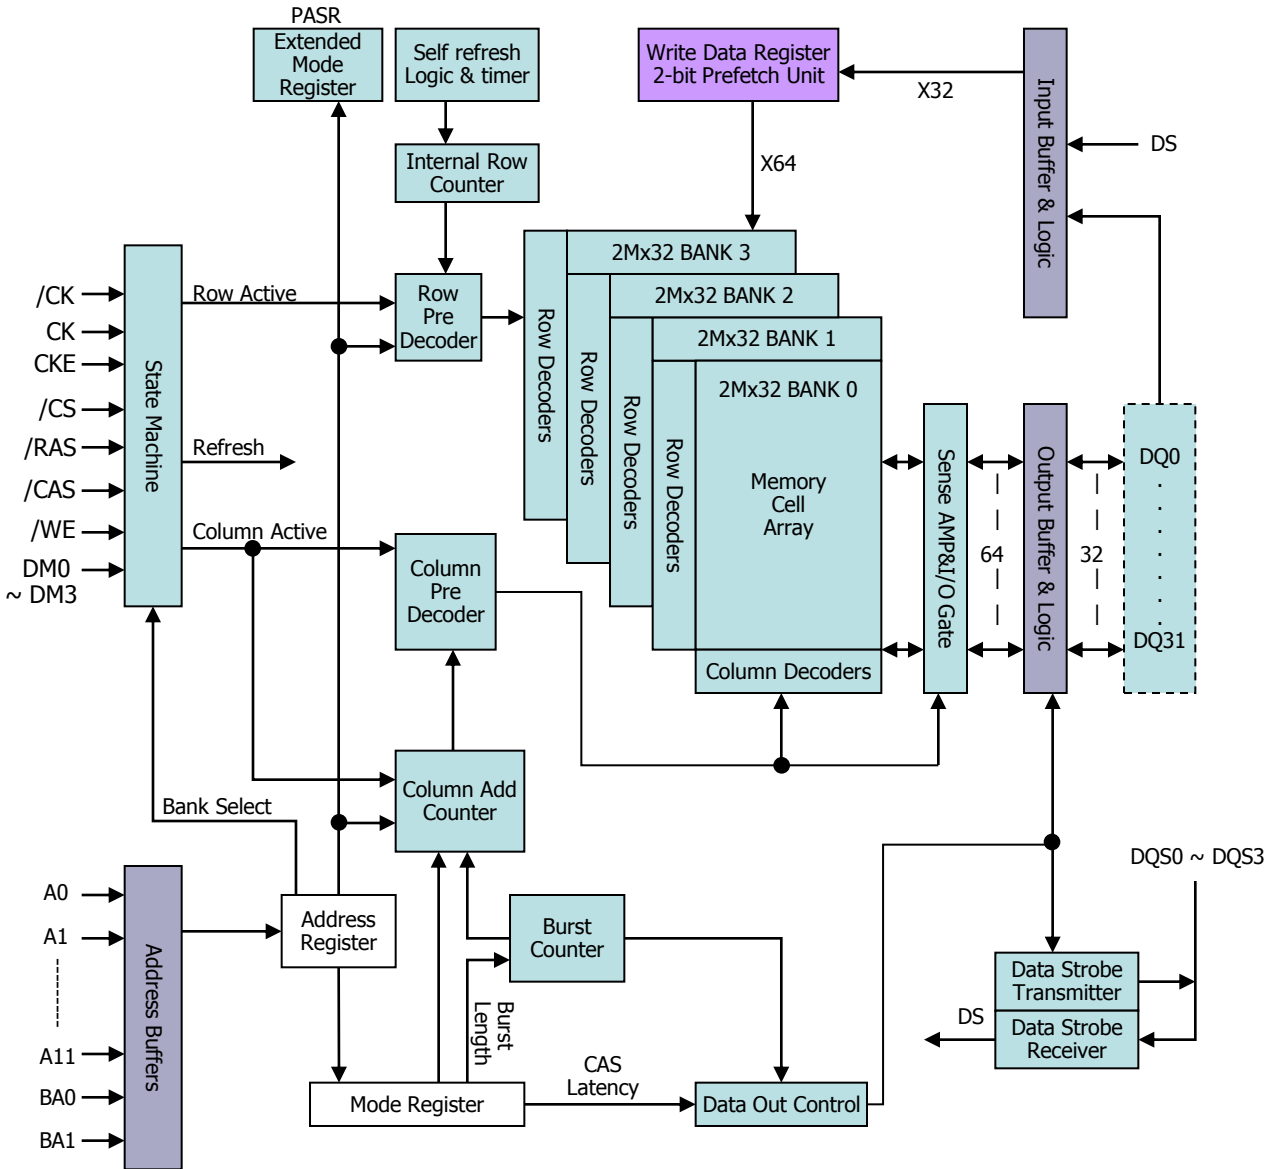 PASR
Extended
Mode
Register
Self refresh
Logic & timer
Write Data Register
2-bit Prefetch Unit
X32
Input Buffer & Logic
DS
Internal Row
Counter
X64
2Mx32 BANK 3
2Mx32 BANK 2
2Mx32 BANK 1
2Mx32 BANK 0
Row Decoders
Row Decoders
Row Decoders
Row Decoders
Memory
Cell
Array
Column Decoders
/CK
CK
CKE
/CS
/RAS
/CAS
/WE
DM0
~ DM3
State Machine
Row Active
Refresh
Column Active
Row
Pre
Decoder
Column
Pre
Decoder
Sense AMP&I/O Gate
64
Output Buffer & Logic
32
DQ0
.
.
.
.
.
.
.
DQ31
Bank Select
Column Add
Counter
A0
A1
A11
BA0
BA1
Address Buffers
Address
Register
Burst
Counter
Burst
Length
Mode Register
CAS
Latency
Data Out Control
DQS0 ~ DQS3
Data Strobe
Transmitter
DS
Data Strobe
Receiver